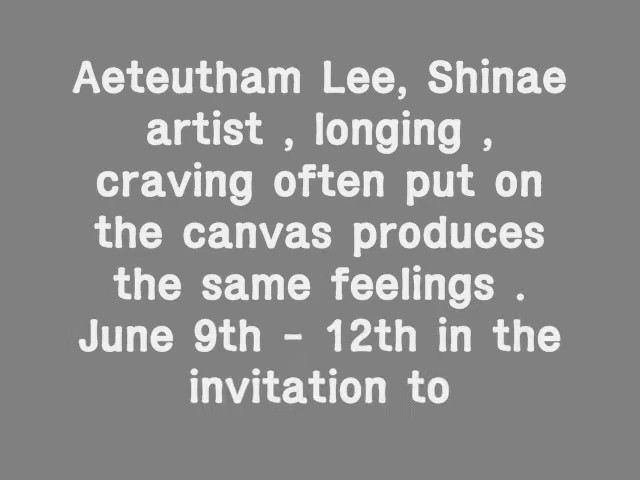 Aeteutham Lee, Shinae
artist , longing ,
craving often put on
the canvas produces
the same feelings .
June 9th - 12th in the
invitation to